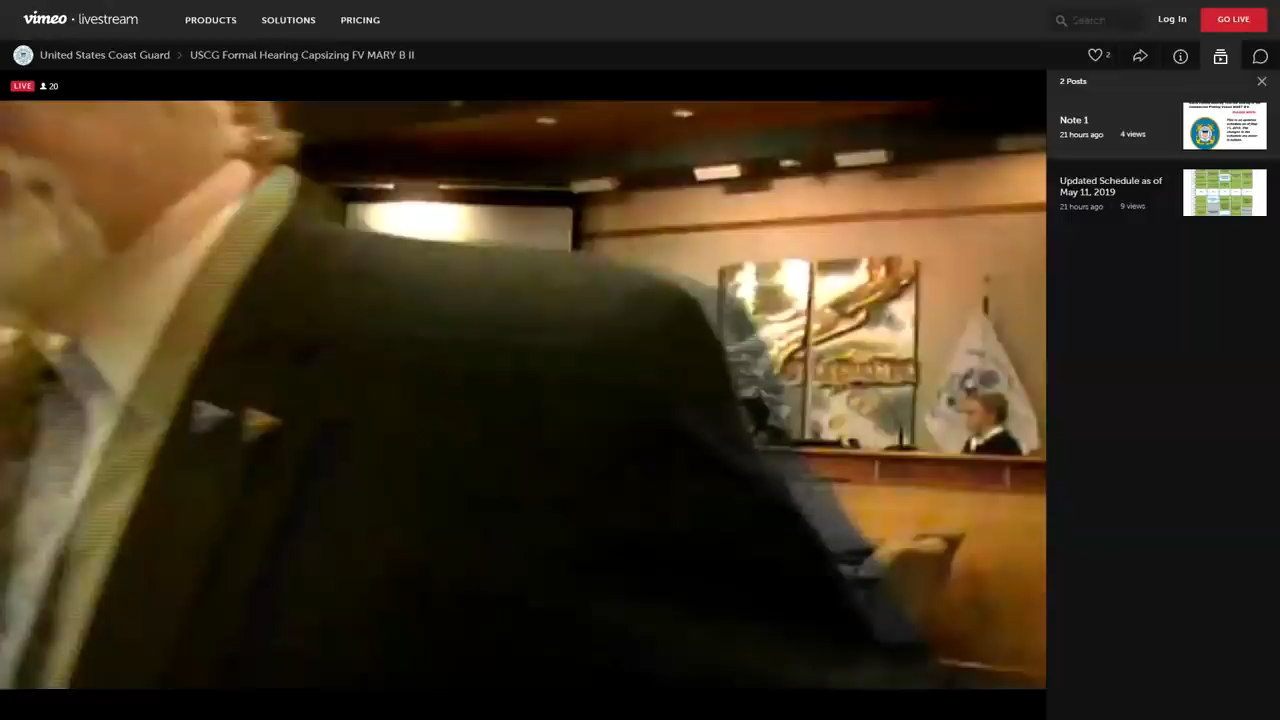 vimeo livestream PRODUCTS SOLUTIONS PRICING Search Log In GO LIVE
United States Coast Guard > USCG Formal Hearing Capsizing FV MARY B II 2
LIVE 20
2 Posts
Note 1
21 hours ago 4 views
Updated Schedule as of
May 11, 2019
21 hours ago 9 views